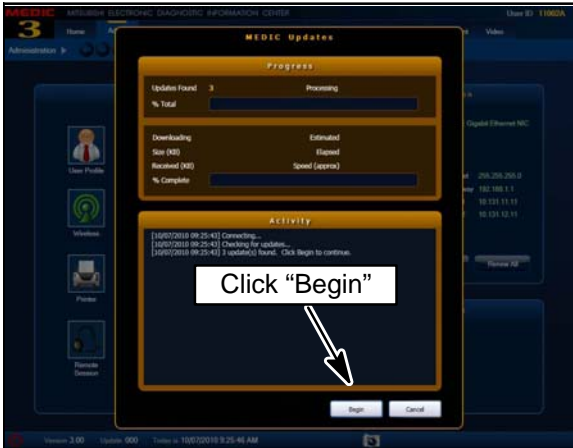 MEDIC MITSUBISHI ELECTRONIC DIAGNOSTIC INFORMATION CENTER User ID 11002A
3 Home Video
Administration
MEDIC Updates
Progress
Updates Found 3 Processing
% Total
Downloading Estimated
Size (KB) Elapsed
Received (KB) Speed (approx)
% Complete
Activity
[10/07/2010 09:25:43] Connecting...
[10/07/2010 09:25:43] Checking for updates...
[10/07/2010 09:25:43] 3 update(s) found. Click Begin to continue.
Click “Begin”
Begin Cancel
User Profile
Wireless
Printer
Remote
Session
Gigabit Ethernet NIC
255.255.255.0
192.168.1.1
10.131.11.11
10.131.12.11
Renew All
Version 3.00 Update 000 Today is 10/07/2010 9:25:46 AM